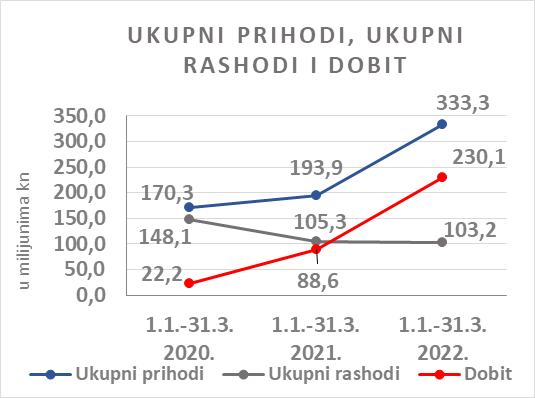 UKUPNI PRIHODI, UKUPNI
RASHODI I DOBIT
u milijunima kn
350,0
300,0
250,0
200,0
150,0
100,0
50,0
0,0
170,3
193,9
333,3
148,1
105,3
103,2
22,2
88,6
230,1
1.1.-31.3. 1.1.-31.3. 1.1.-31.3.
2020. 2021. 2022.
Ukupni prihodi Ukupni rashodi Dobit